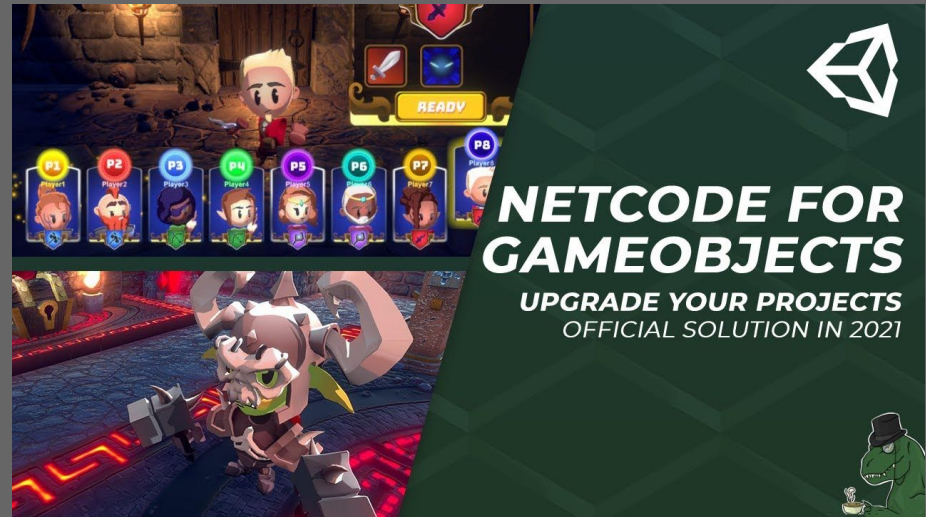 READY
P1
P2
P3
P4
P5
P6
P7
P8
Player1
Player2
Player3
Player4
Player5
Player7
NETCODE FOR
GAMEOBJECTS
UPGRADE YOUR PROJECTS
OFFICIAL SOLUTION IN 2021